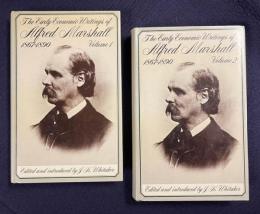 The Early Economic Writings of
Alfred Marshall
1867-1890 Volume 1
Edited and introduced by J. K. Whitaker
The Early Economic Writings of
Alfred Marshall
1867-1890 Volume 2
Edited and introduced by J. K. Whitaker